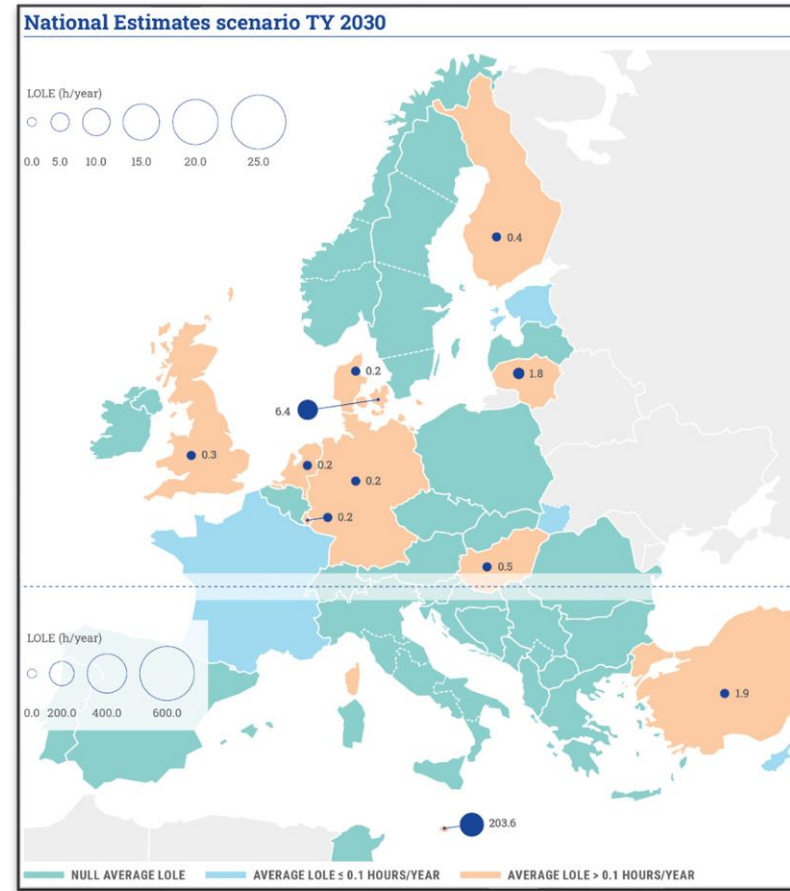 National Estimates scenario TY 2030
LOLE (h/year)
0.0 5.0 10.0 15.0 20.0 25.0
0.4
0.2
1.8
6.4
0.3
0.2
0.2
0.2
0.5
LOLE (h/year)
0.0 200.0 400.0 600.0
1.9
203.6
NULL AVERAGE LOLE AVERAGE LOLE ≤ 0.1 HOURS/YEAR AVERAGE LOLE > 0.1 HOURS/YEAR